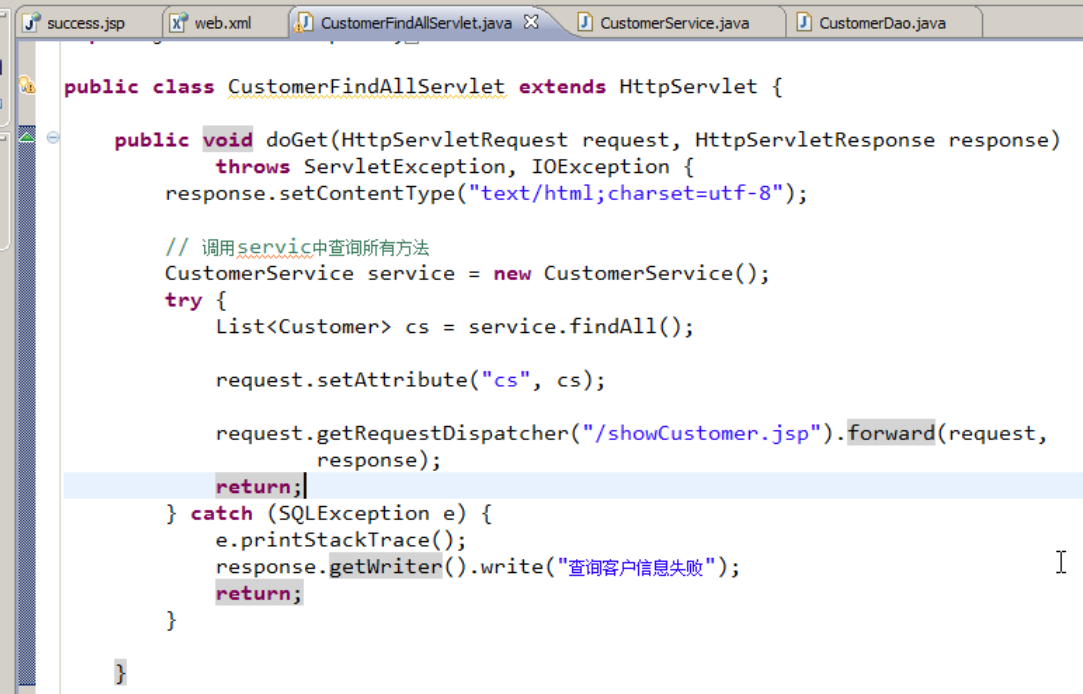 success.jsp web.xml CustomerFindAllServlet.java CustomerService.java CustomerDao.java
public class CustomerFindAllServlet extends HttpServlet {
public void doGet(HttpServletRequest request, HttpServletResponse response)
throws ServletException, IOException {
response.setContentType("text/html;charset=utf-8");
// 调用servic中查询所有方法
CustomerService service = new CustomerService();
try {
List<Customer> cs = service.findAll();
request.setAttribute("cs", cs);
request.getRequestDispatcher("/showCustomer.jsp").forward(request,
response);
return;
} catch (SQLException e) {
e.printStackTrace();
response.getWriter().write("查询客户信息失败");
return;
}
}